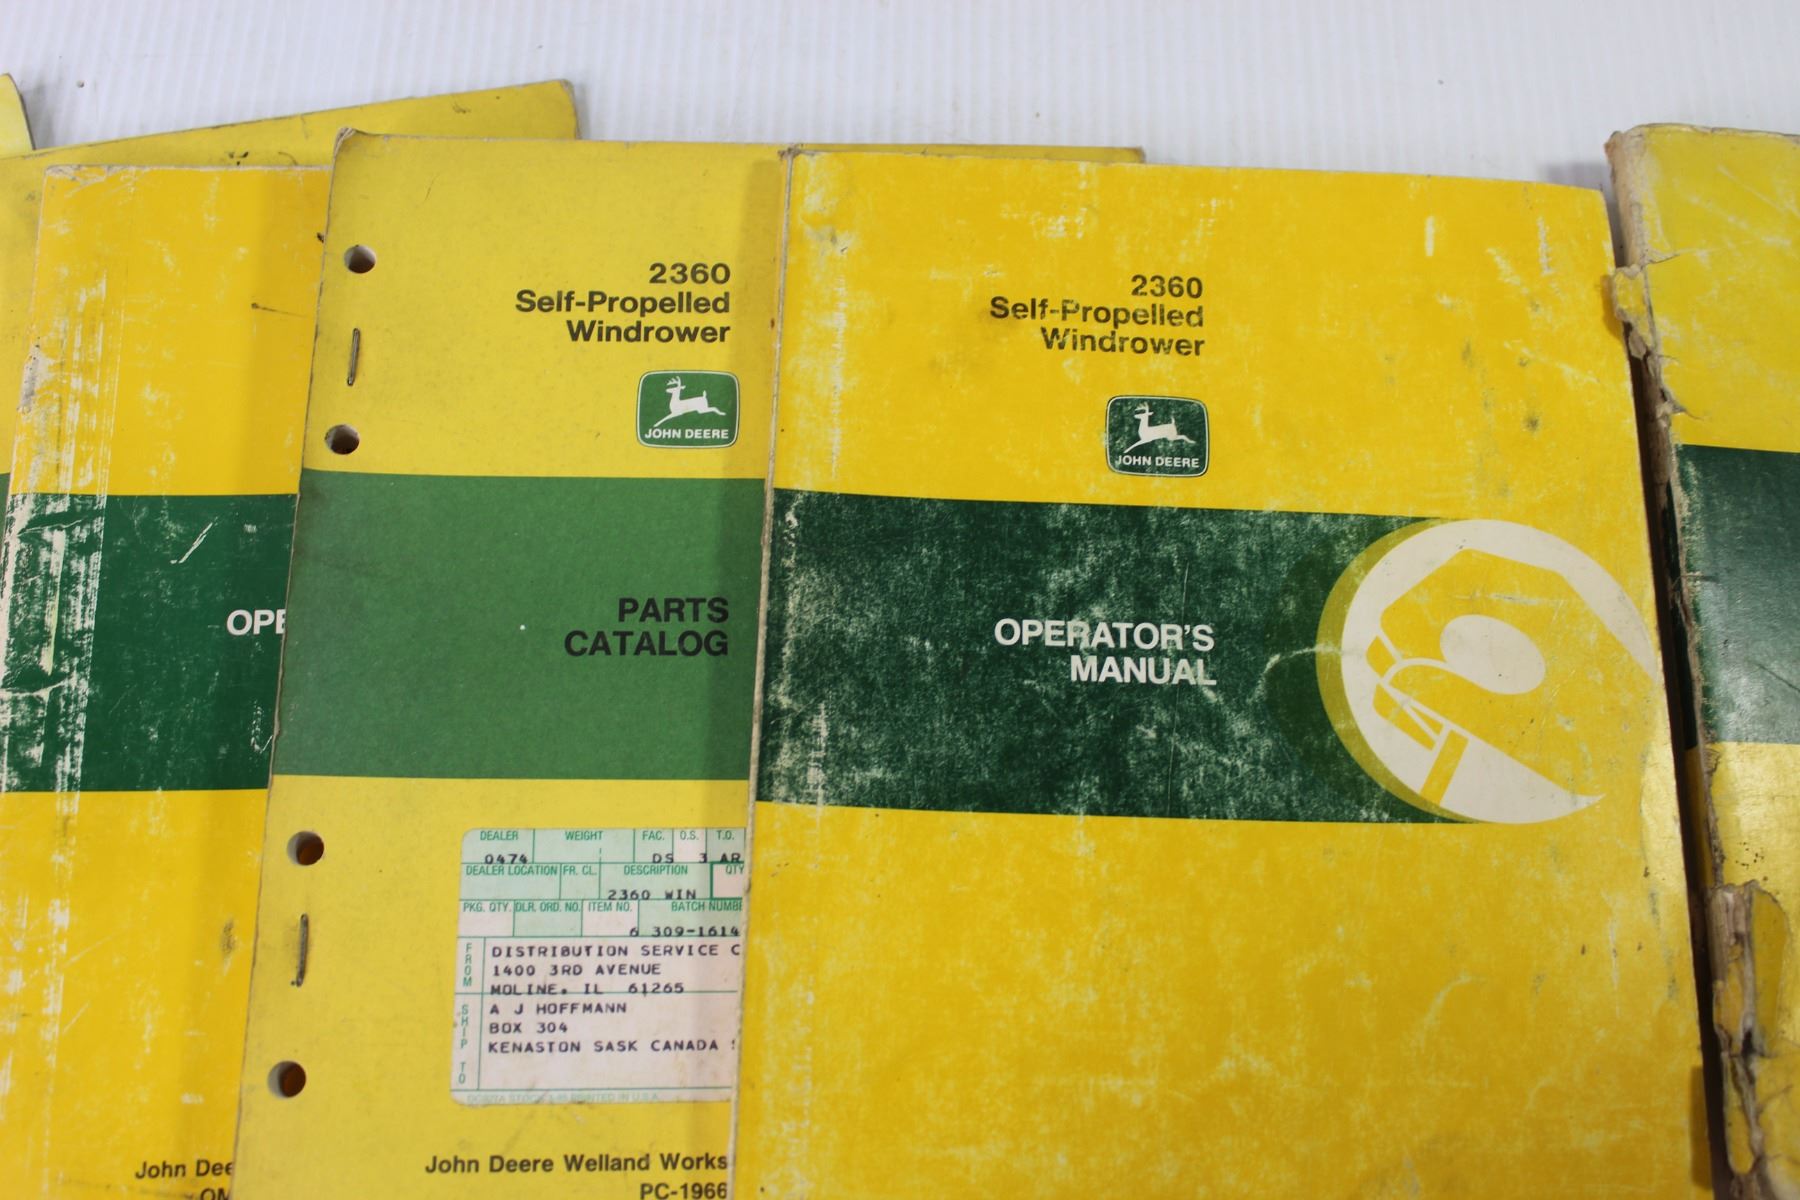 2360
Self-Propelled
Windrower
JOHN DEERE
PARTS
CATALOG
DEALER WEIGHT FAC. O.S. T.O.
0474 DS 3 AR
DEALER LOCATION FR. CL. DESCRIPTION QTY
2360 WIN
PKG. QTY. DLR. ORD. NO. ITEM NO. BATCH NUMBE
6 309-1614
FROM
DISTRIBUTION SERVICE C
1400 3RD AVENUE
MOLINE, IL 61265
SHIP TO
A J HOFFMANN
BOX 304
KENASTON SASK CANADA
PRINTED IN U.S.A.
John Deere Welland Works
PC-1966
2360
Self-Propelled
Windrower
JOHN DEERE
OPERATOR'S
MANUAL
OPE
John Dee
OM